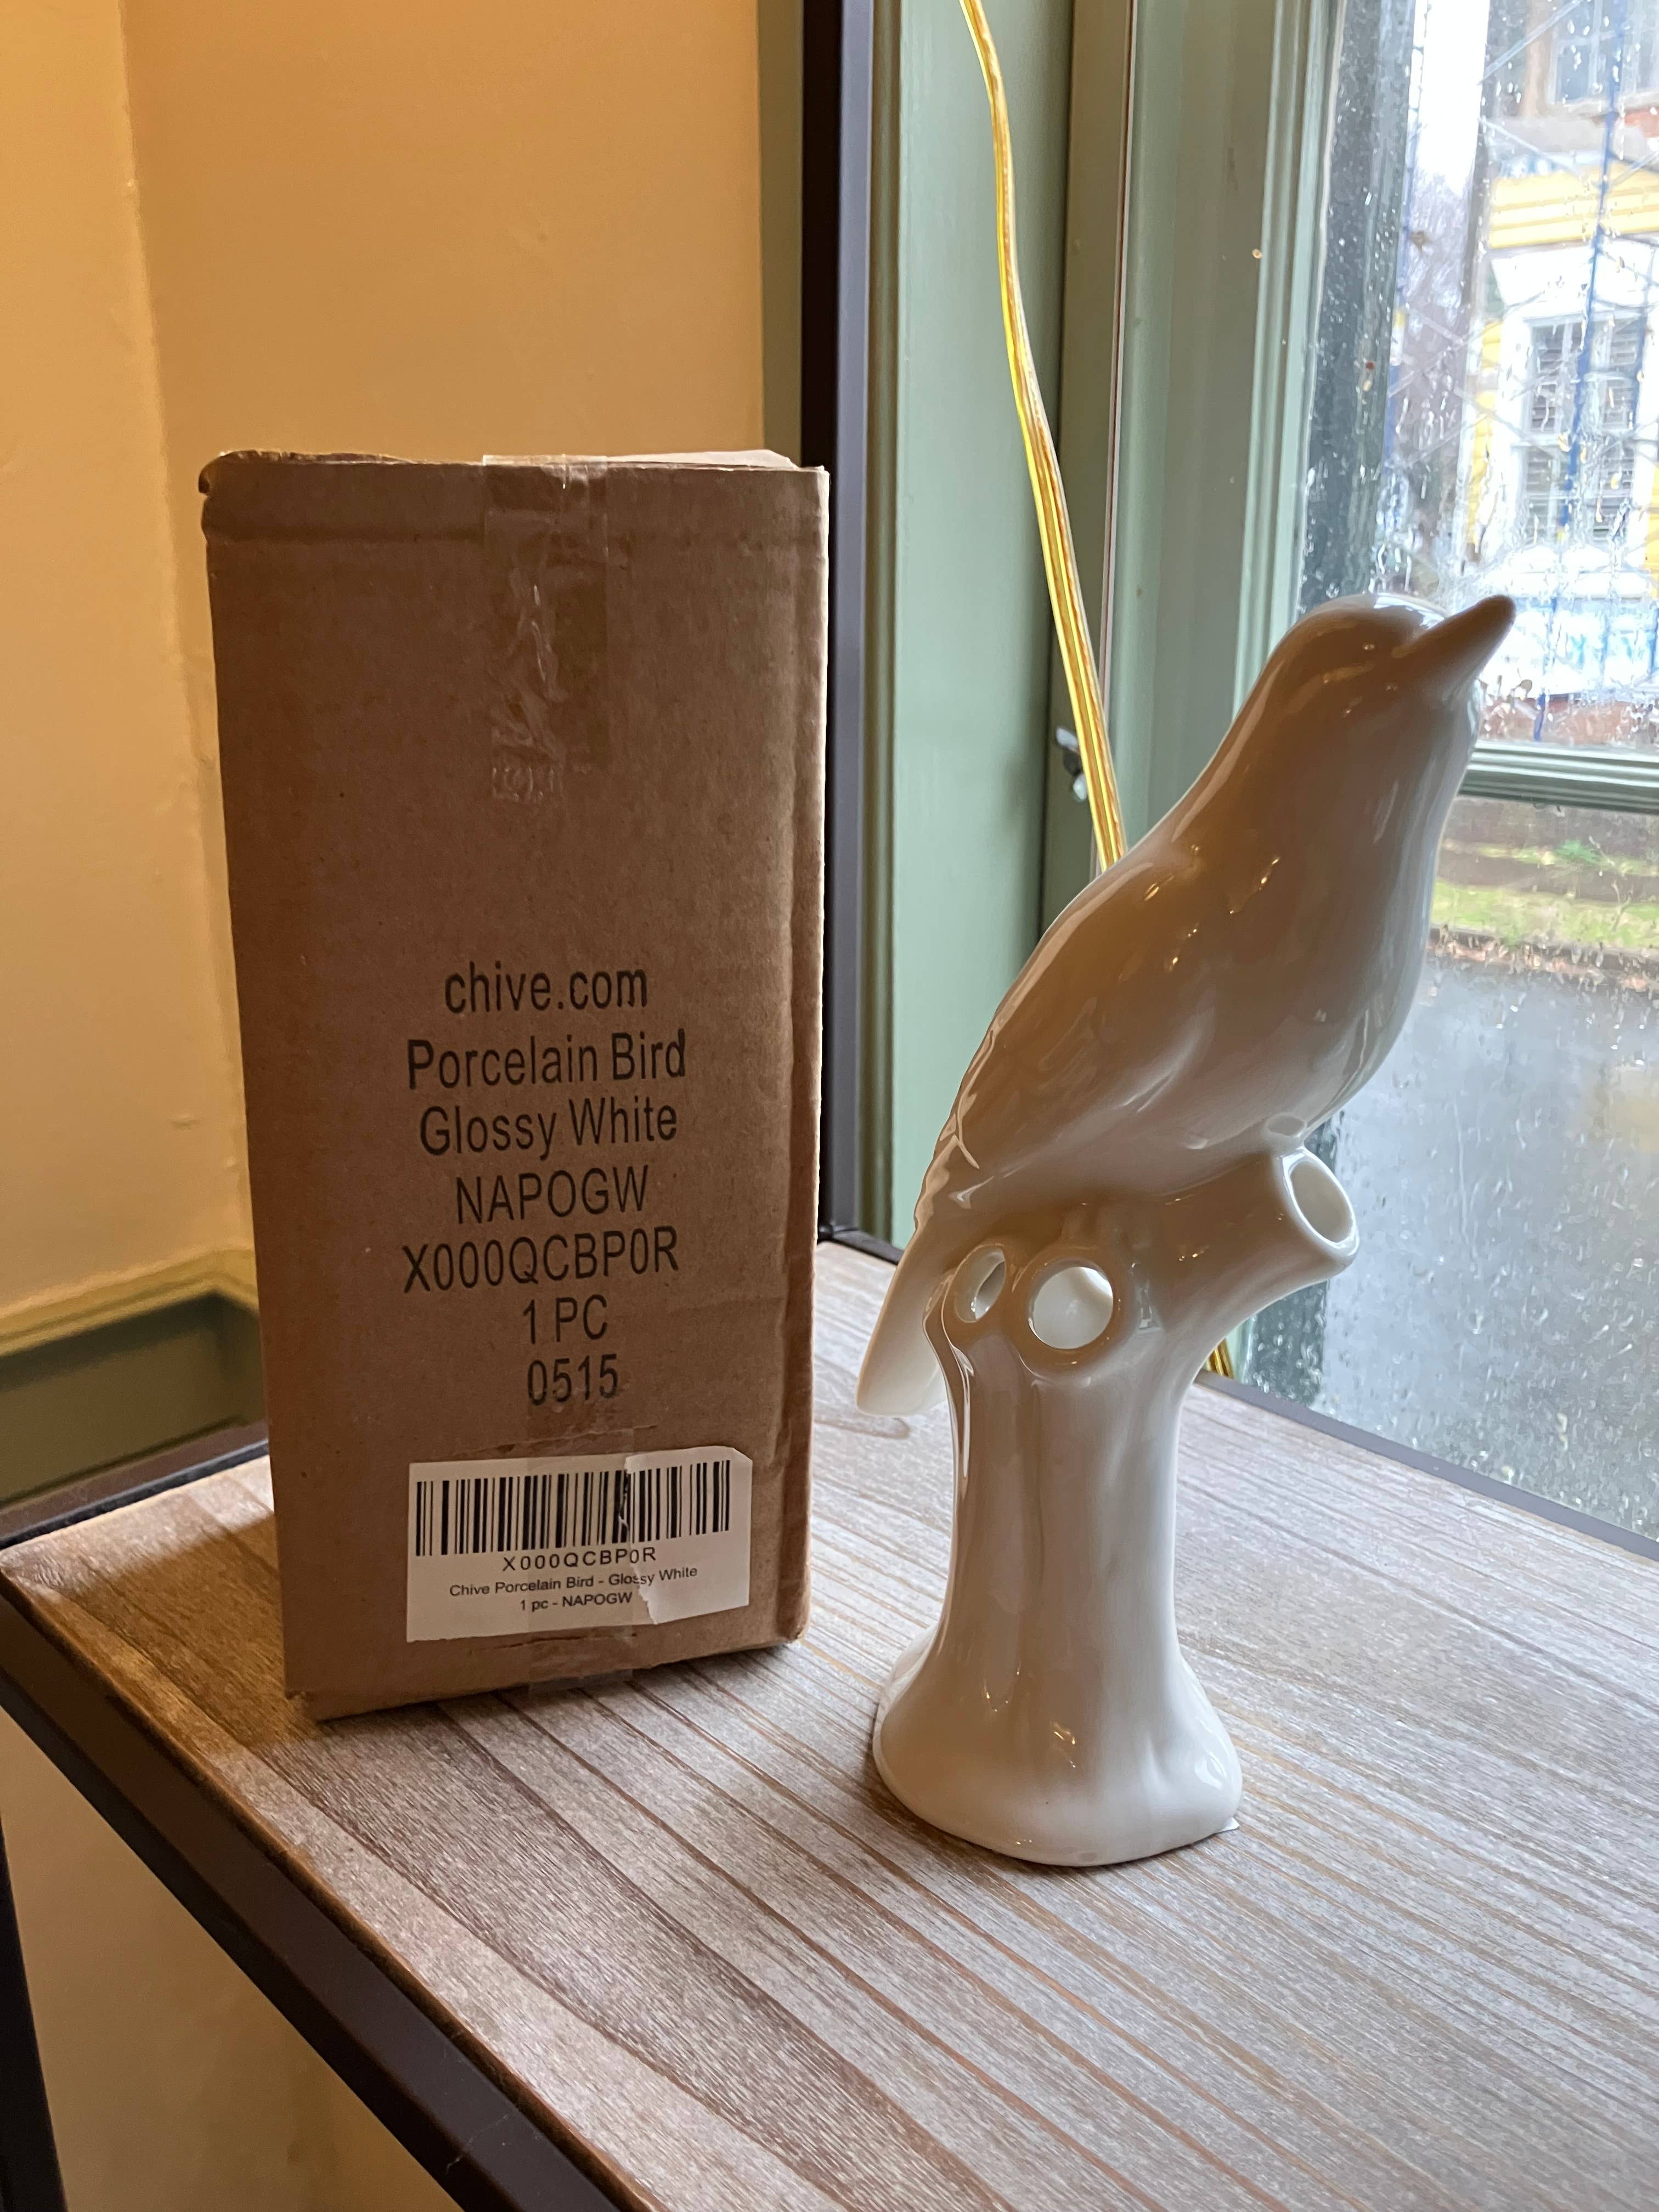 chive.com
Porcelain Bird
Glossy White
NAPOGW
X000QCBP0R
1 PC
0515
X000QCBP0R
Chive Porcelain Bird - Glossy White
1 pc - NAPOGW